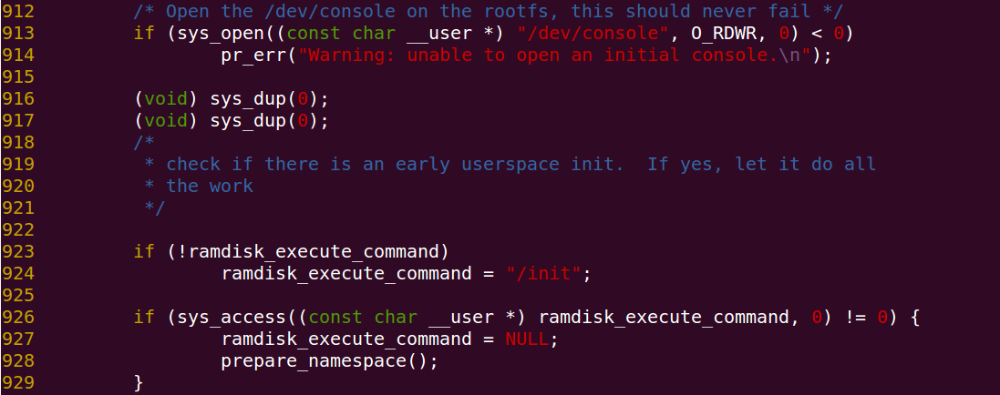 912         /* Open the /dev/console on the rootfs, this should never fail */
913         if (sys_open((const char __user *) "/dev/console", O_RDWR, 0) < 0)
914                 pr_err("Warning: unable to open an initial console.\n");
915
916         (void) sys_dup(0);
917         (void) sys_dup(0);
918         /*
919          * check if there is an early userspace init.  If yes, let it do all
920          * the work
921          */
922
923         if (!ramdisk_execute_command)
924                 ramdisk_execute_command = "/init";
925
926         if (sys_access((const char __user *) ramdisk_execute_command, 0) != 0) {
927                 ramdisk_execute_command = NULL;
928                 prepare_namespace();
929         }